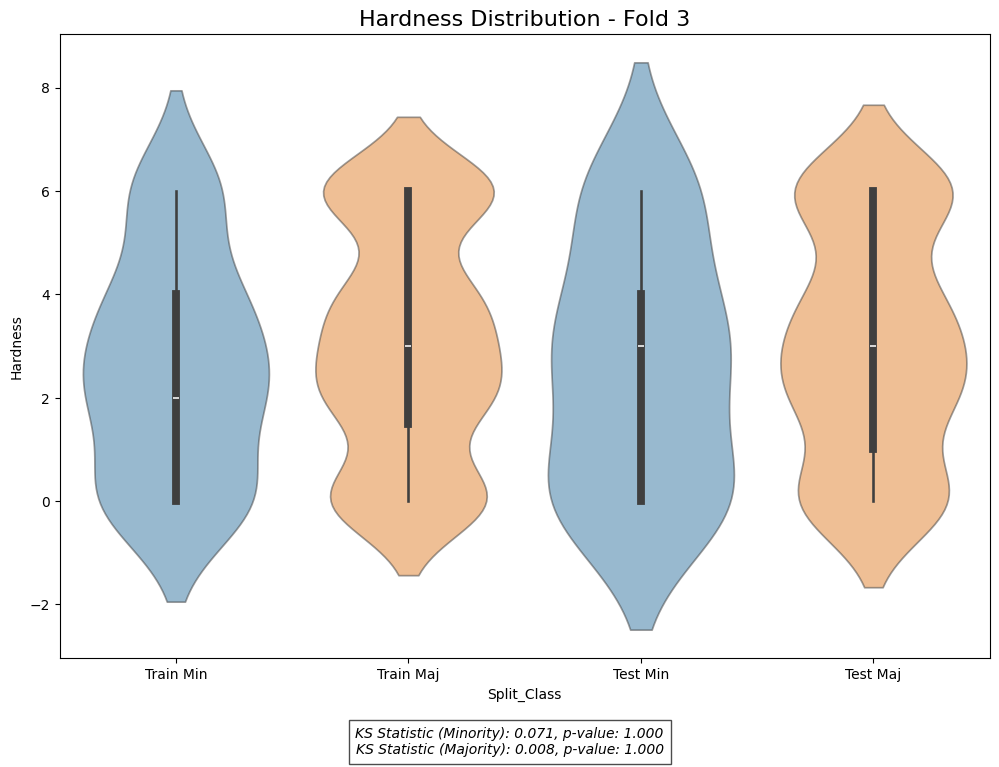 Hardness Distribution - Fold 3
8
6
4
2
0
−2
Hardness
Train Min
Train Maj
Test Min
Test Maj
Split_Class
KS Statistic (Minority): 0.071, p-value: 1.000
KS Statistic (Majority): 0.008, p-value: 1.000